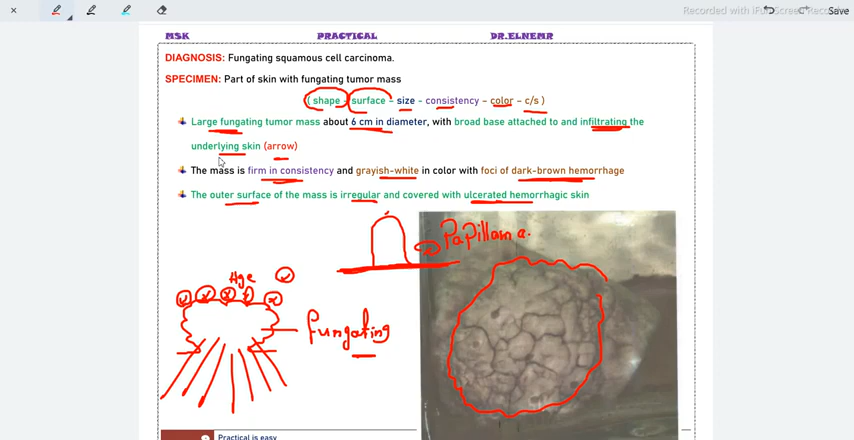 Recorded with iFun Screen Recorder
Save
MSK PRACTICAL DR.ELNEMR
DIAGNOSIS: Fungating squamous cell carcinoma.
SPECIMEN: Part of skin with fungating tumor mass
( shape - surface - size - consistency - color - c/s )
Large fungating tumor mass about 6 cm in diameter, with broad base attached to and infiltrating the
underlying skin (arrow)
The mass is firm in consistency and grayish-white in color with foci of dark-brown hemorrhage
The outer surface of the mass is irregular and covered with ulcerated hemorrhagic skin
Papilloma.
Hge
fungating
Practical is easy